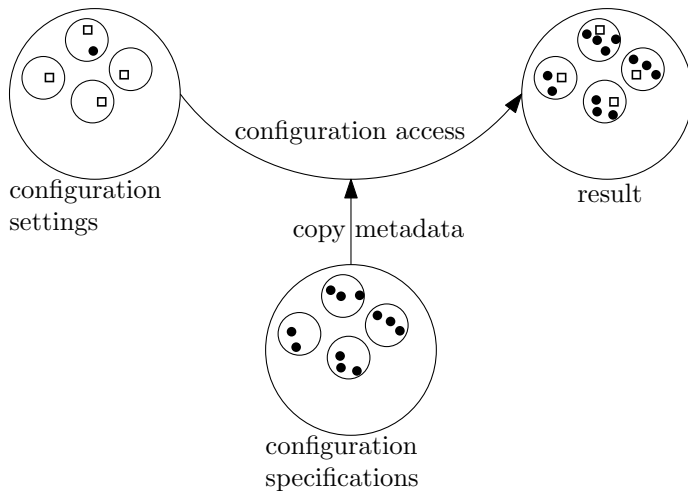 configuration access
configuration
settings
result
copy metadata
configuration
specifications